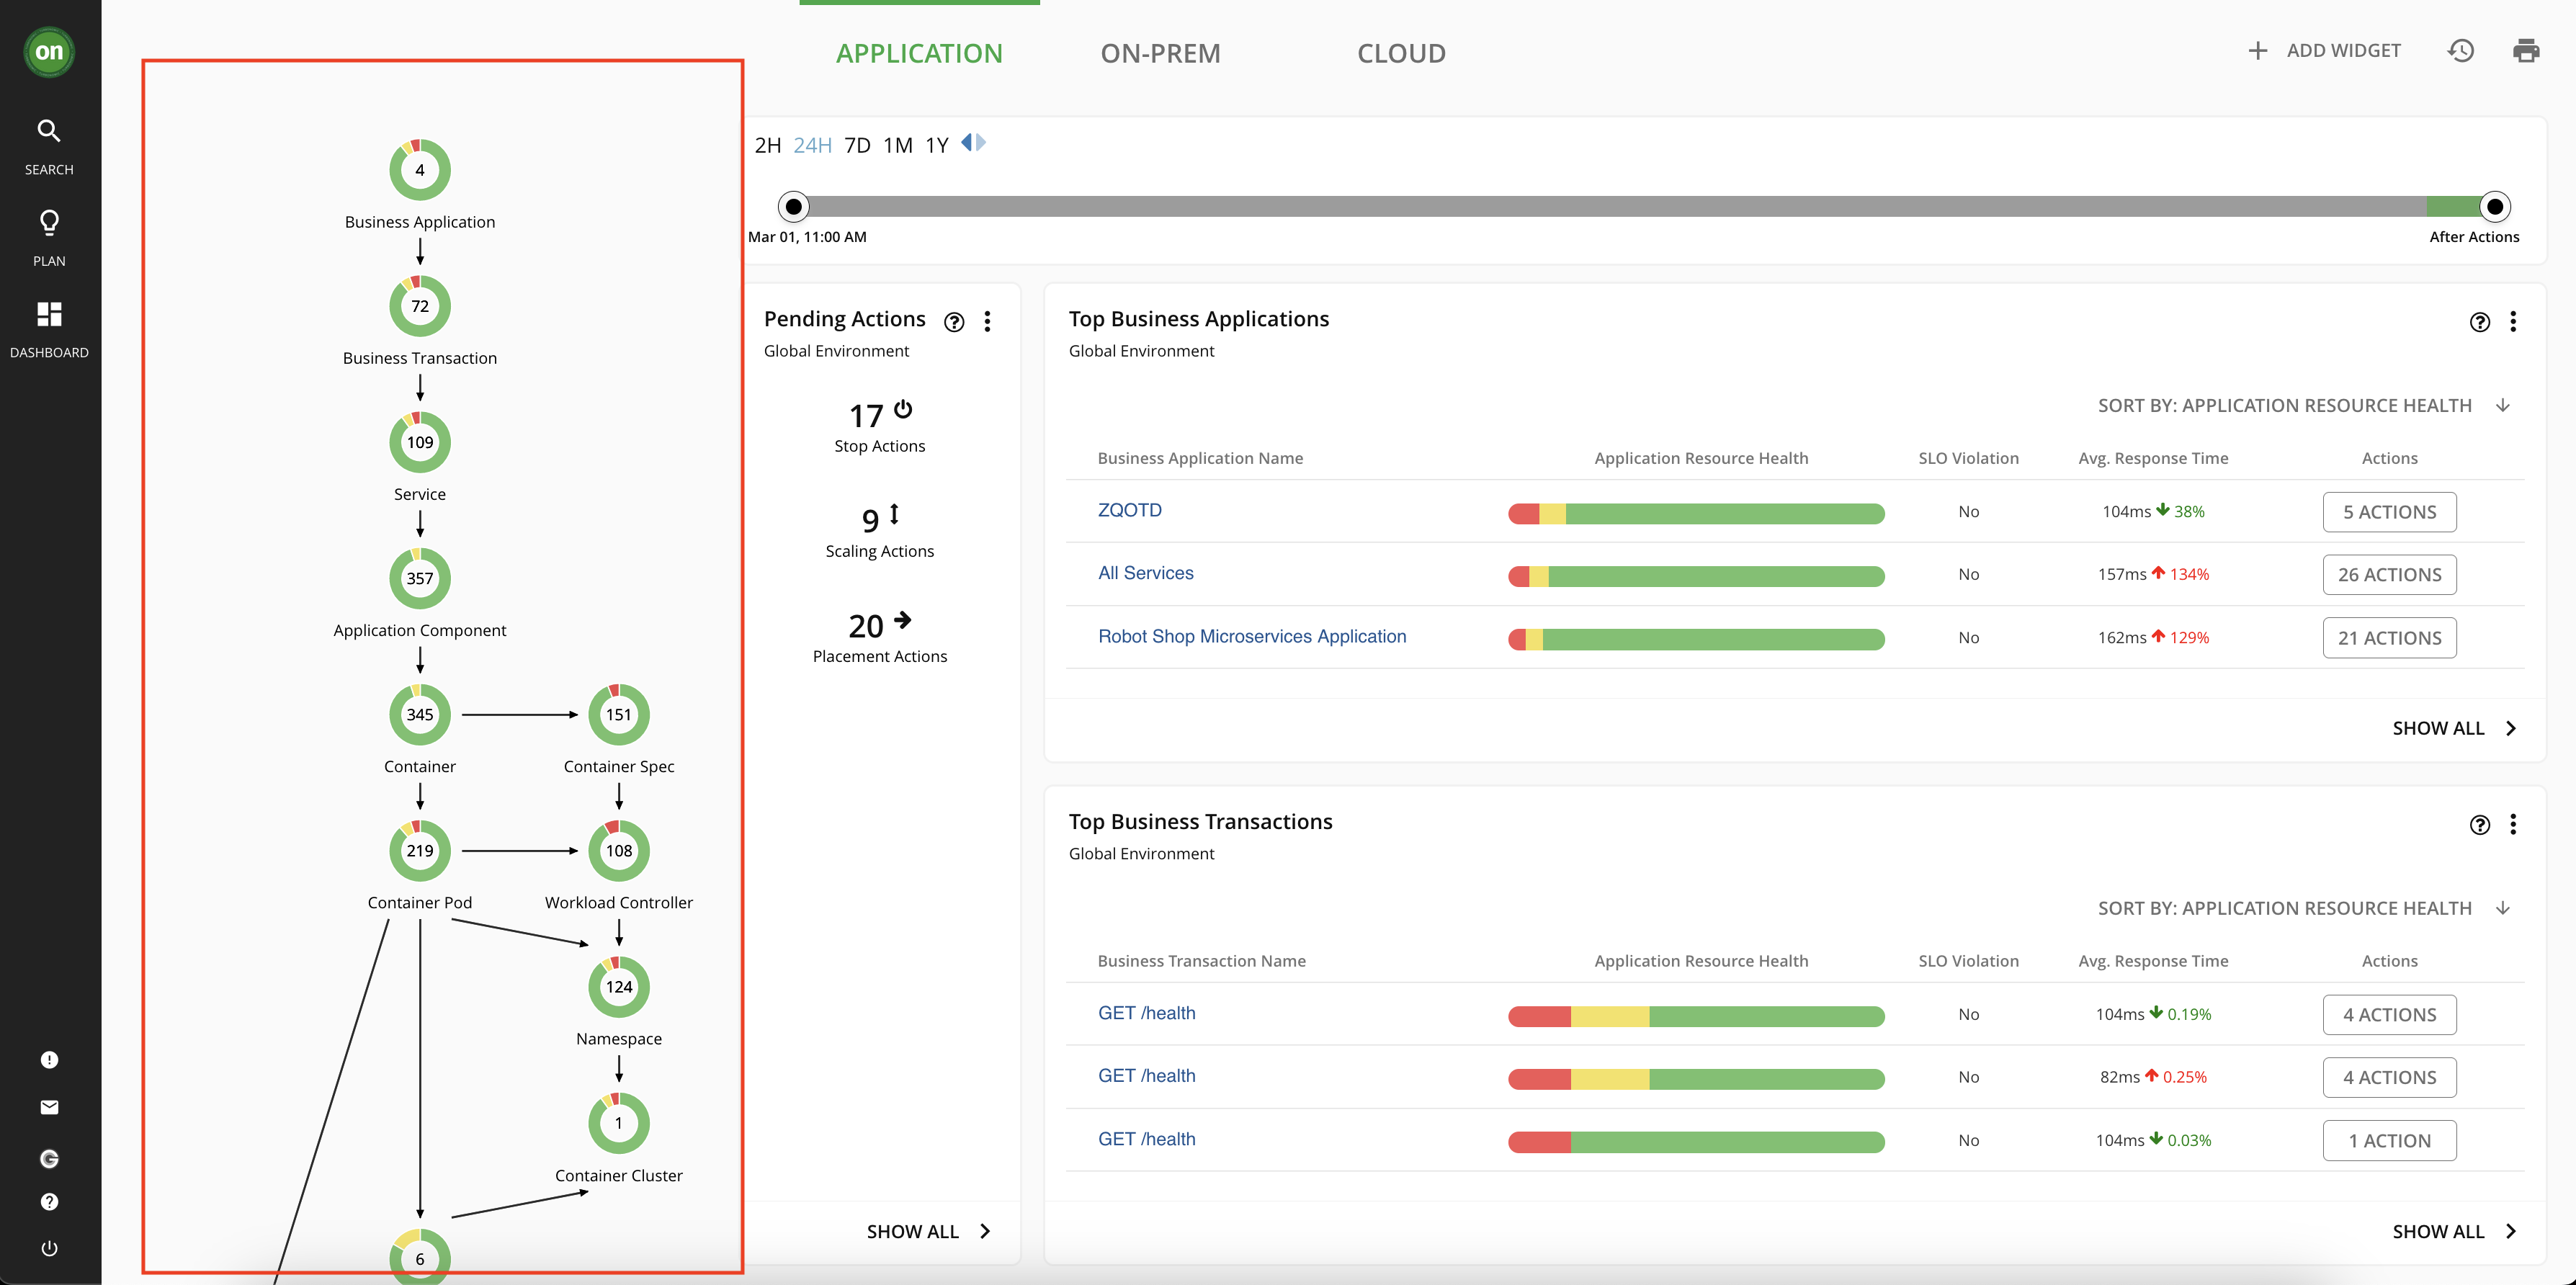 on
SEARCH
PLAN
DASHBOARD
4
Business Application
72
Business Transaction
109
Service
357
Application Component
345
151
Container
Container Spec
219
108
Container Pod
Workload Controller
124
Namespace
1
Container Cluster
6
APPLICATION ON-PREM CLOUD
+ ADD WIDGET
2H 24H 7D 1M 1Y
Mar 01, 11:00 AM
After Actions
Pending Actions
Global Environment
17
Stop Actions
9
Scaling Actions
20
Placement Actions
SHOW ALL
Top Business Applications
Global Environment
SORT BY: APPLICATION RESOURCE HEALTH
Business Application Name Application Resource Health SLO Violation Avg. Response Time Actions
ZQOTD No 104ms 38% 5 ACTIONS
All Services No 157ms 134% 26 ACTIONS
Robot Shop Microservices Application No 162ms 129% 21 ACTIONS
SHOW ALL
Top Business Transactions
Global Environment
SORT BY: APPLICATION RESOURCE HEALTH
Business Transaction Name Application Resource Health SLO Violation Avg. Response Time Actions
GET /health No 104ms 0.19% 4 ACTIONS
GET /health No 82ms 0.25% 4 ACTIONS
GET /health No 104ms 0.03% 1 ACTION
SHOW ALL